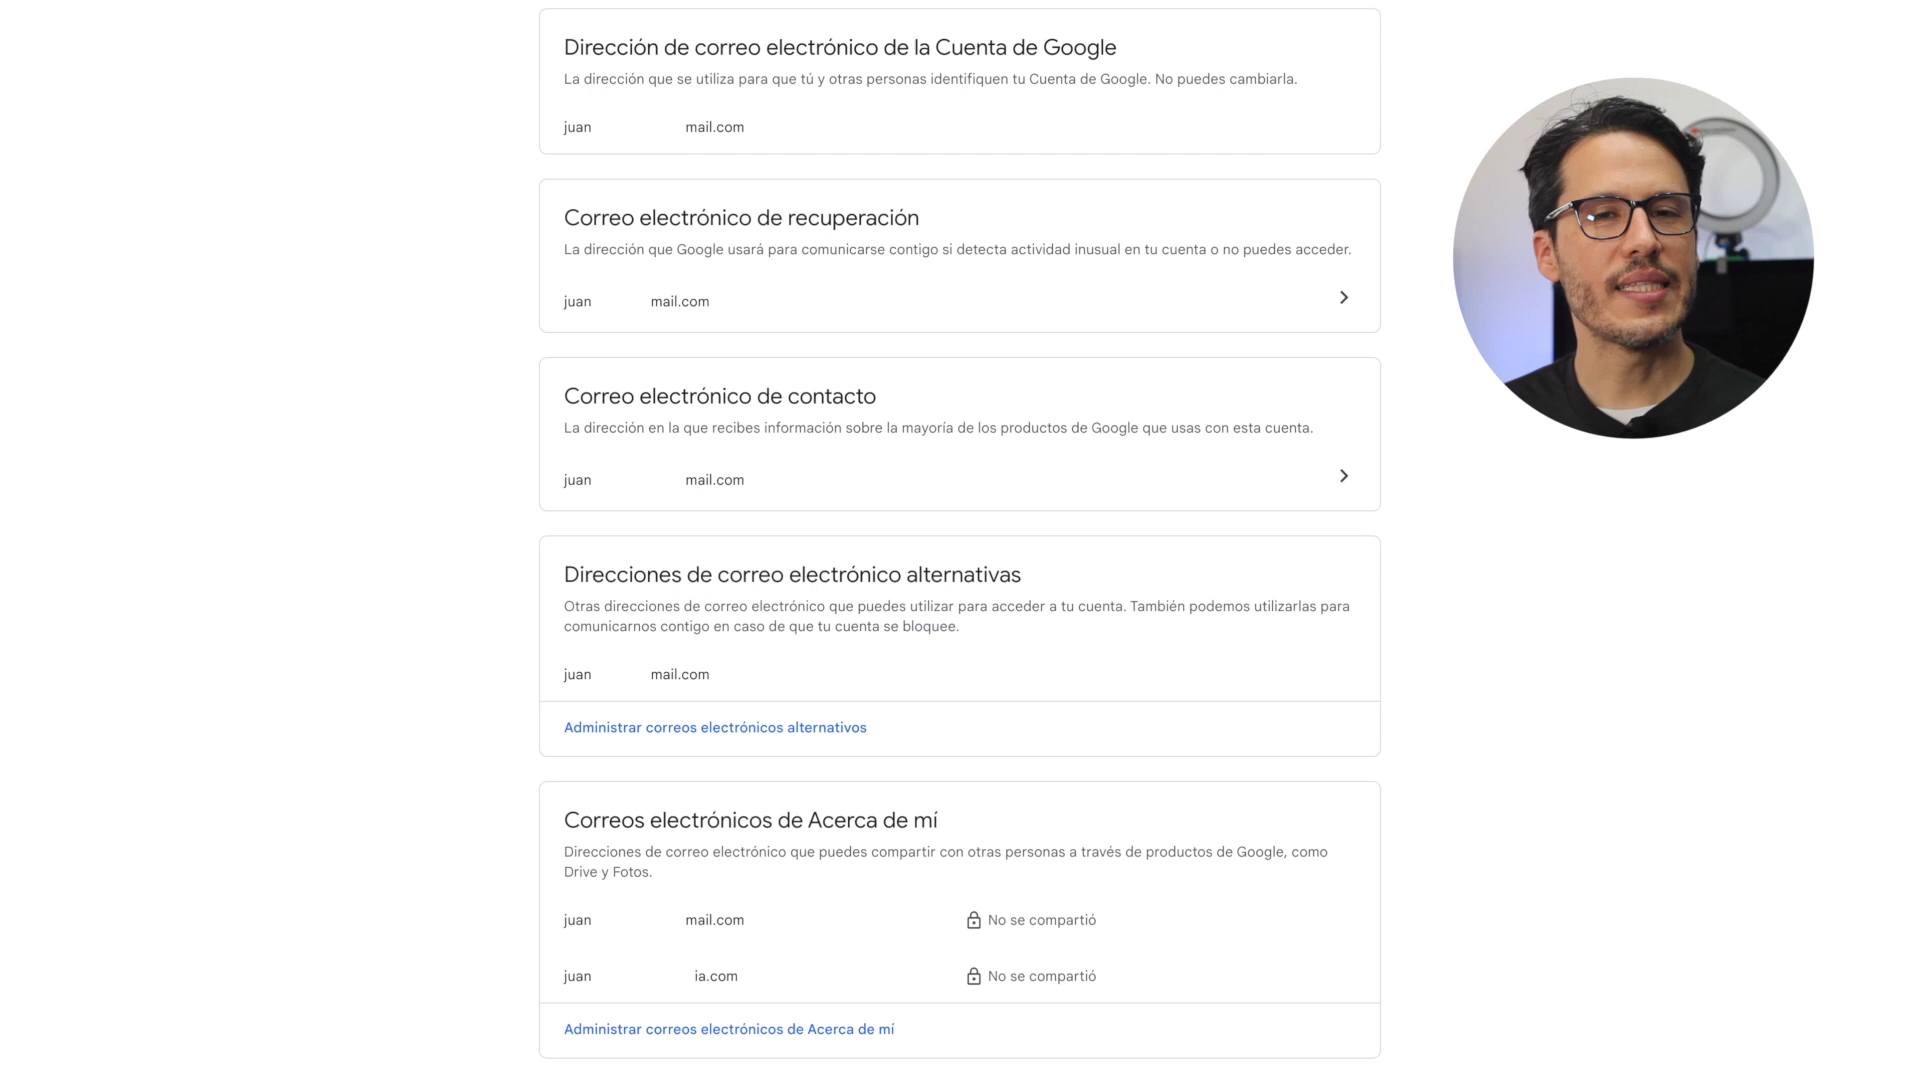 Dirección de correo electrónico de la Cuenta de Google
La dirección que se utiliza para que tú y otras personas identifiquen tu Cuenta de Google. No puedes cambiarla.
juan mail.com
Correo electrónico de recuperación
La dirección que Google usará para comunicarse contigo si detecta actividad inusual en tu cuenta o no puedes acceder.
juan mail.com
Correo electrónico de contacto
La dirección en la que recibes información sobre la mayoría de los productos de Google que usas con esta cuenta.
juan mail.com
Direcciones de correo electrónico alternativas
Otras direcciones de correo electrónico que puedes utilizar para acceder a tu cuenta. También podemos utilizarlas para
comunicarnos contigo en caso de que tu cuenta se bloquee.
juan mail.com
Administrar correos electrónicos alternativos
Correos electrónicos de Acerca de mí
Direcciones de correo electrónico que puedes compartir con otras personas a través de productos de Google, como
Drive y Fotos.
juan mail.com No se compartió
juan ia.com No se compartió
Administrar correos electrónicos de Acerca de mí